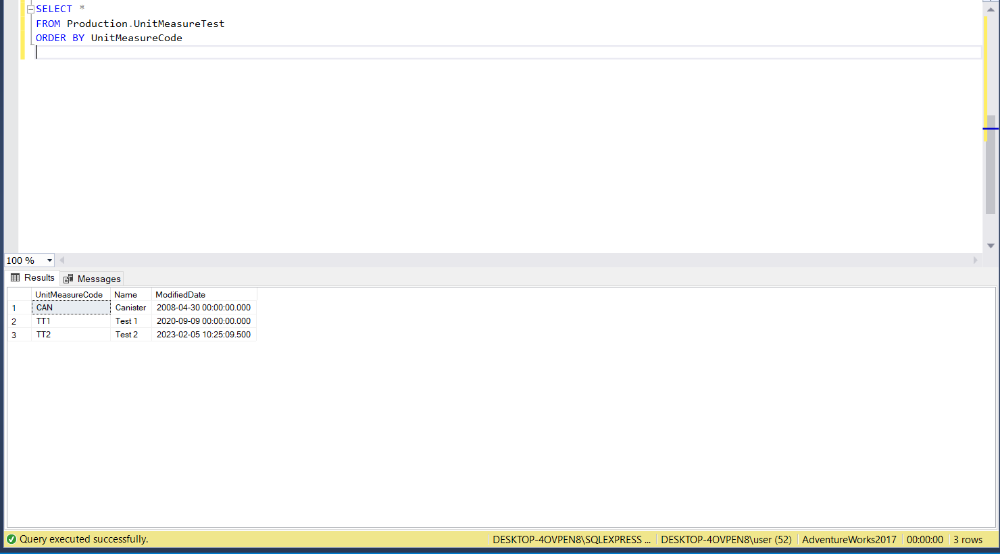 SELECT *
FROM Production.UnitMeasureTest
ORDER BY UnitMeasureCode
100 %
Results Messages
UnitMeasureCode Name ModifiedDate
1 CAN Canister 2008-04-30 00:00:00.000
2 TT1 Test 1 2020-09-09 00:00:00.000
3 TT2 Test 2 2023-02-05 10:25:09.500
Query executed successfully. DESKTOP-4OVPEN8\SQLEXPRESS ... DESKTOP-4OVPEN8\user (52) AdventureWorks2017 00:00:00 3 rows